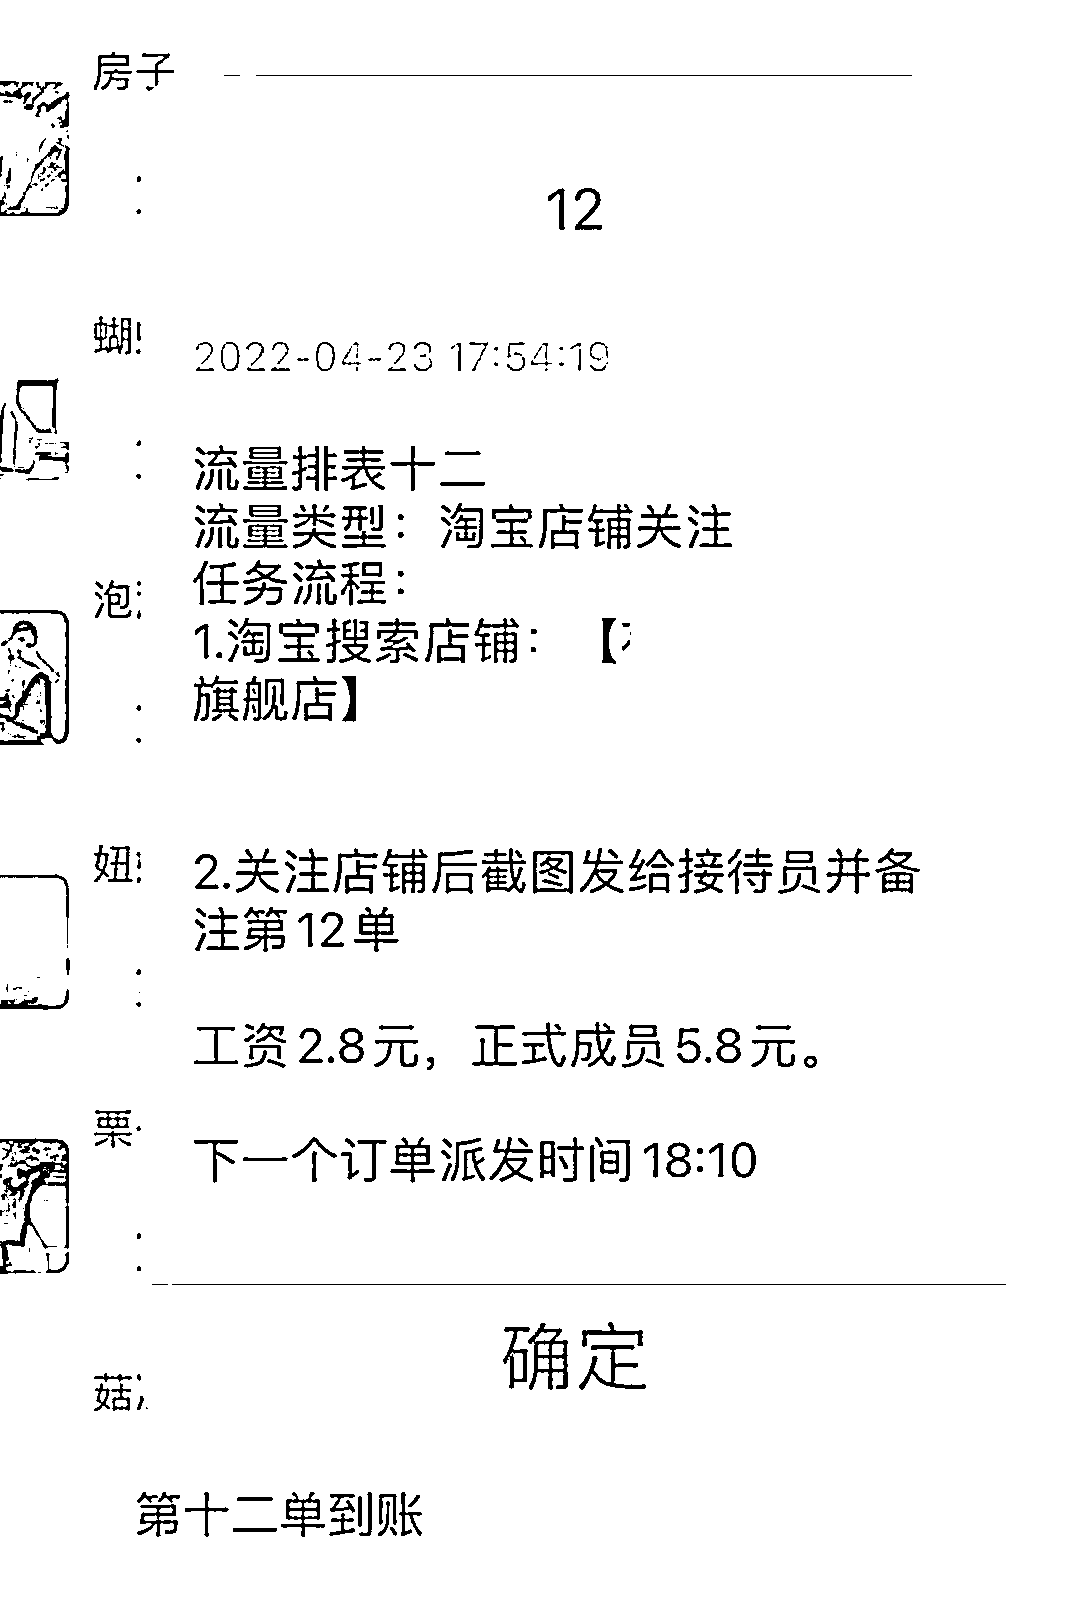 房子
12
蝴
2022-04-23 17:54:19
流量排表十二
流量类型：淘宝店铺关注
任务流程：
泡
1.淘宝搜索店铺：【
旗舰店】
妞
2.关注店铺后截图发给接待员并备
注第12单
工资2.8元，正式成员5.8元。
栗
下一个订单派发时间18:10
确定
菇
第十二单到账